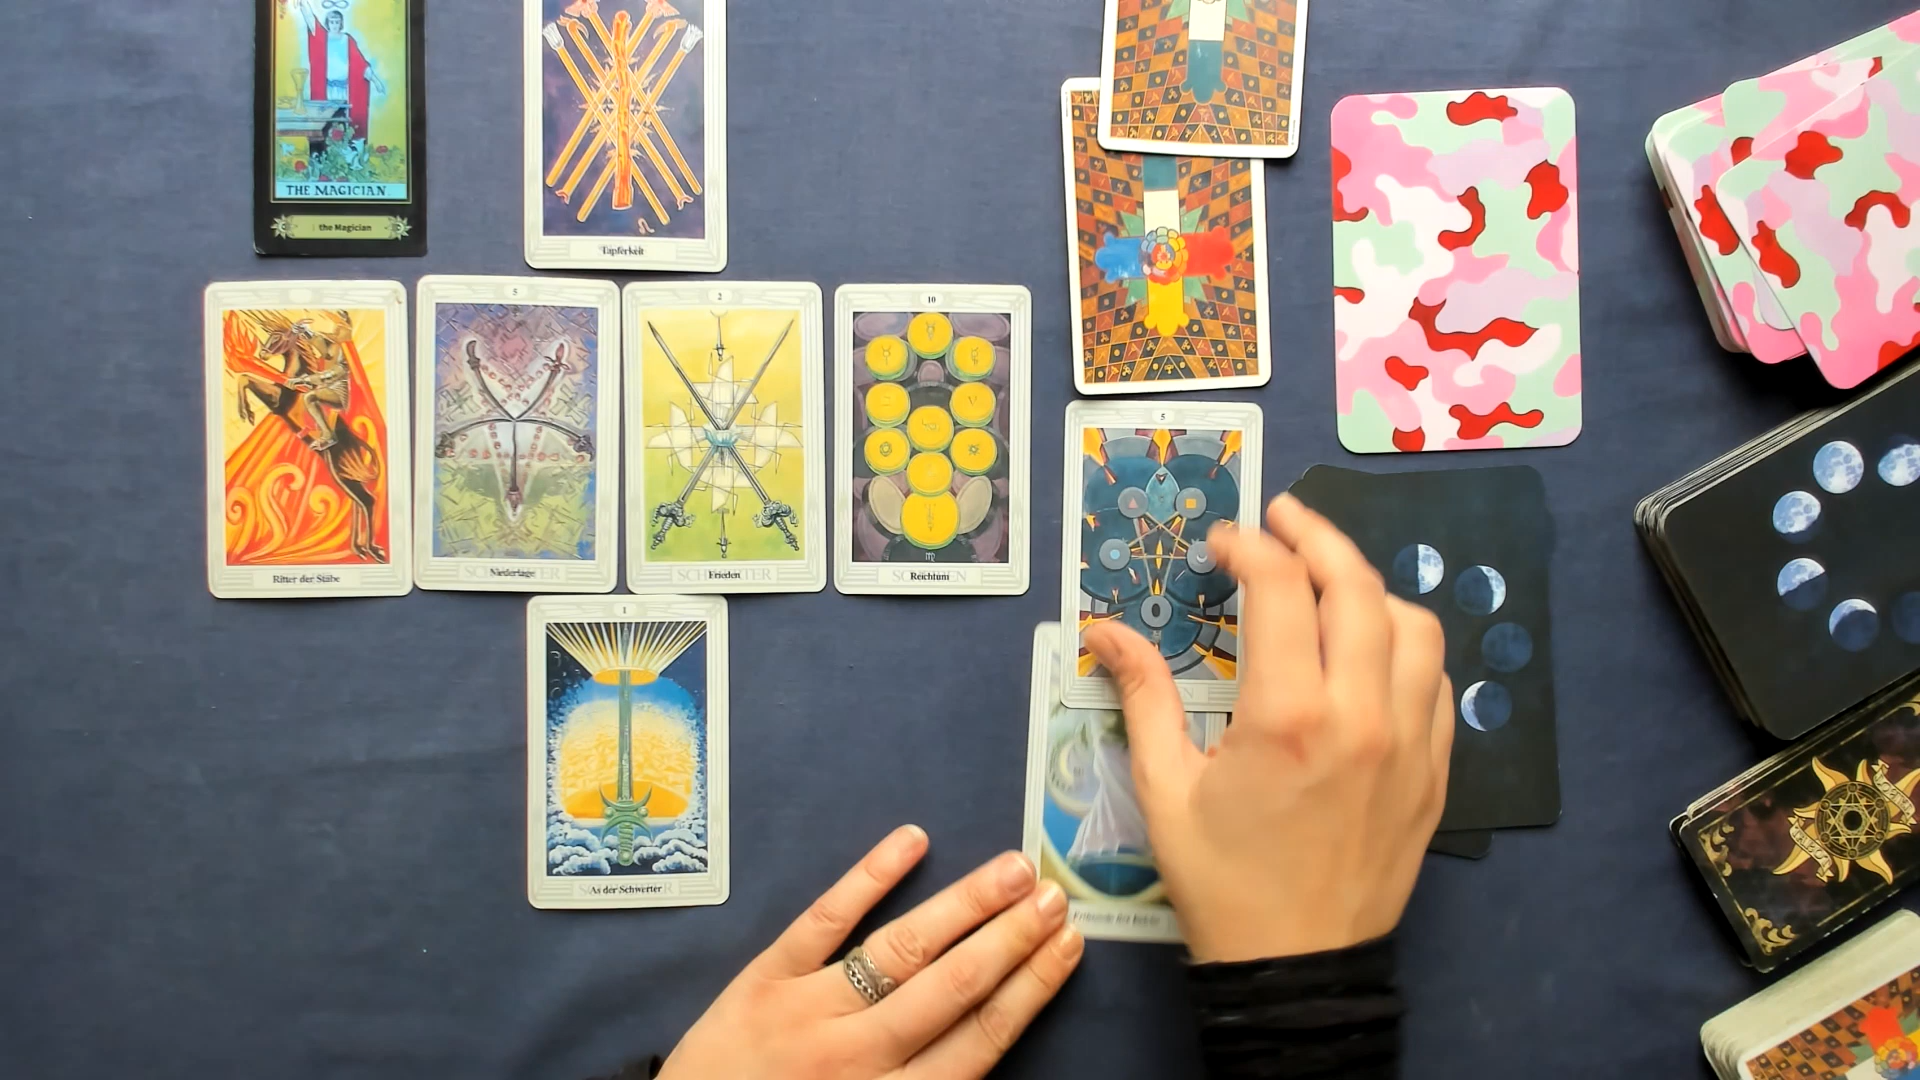 THE MAGICIAN
the Magician
Tapferkeit
Ritter der Stäbe
5
Niederlage
2
Frieden
10
Reichtum
5
1
As der Schwerter